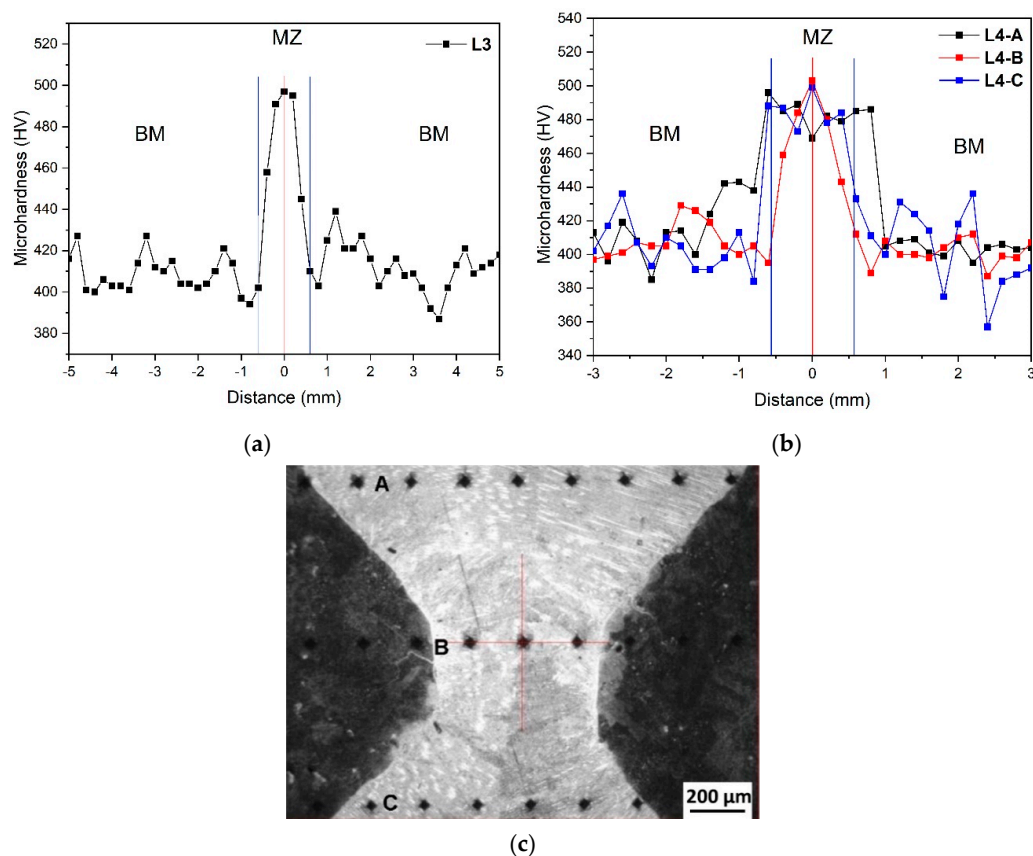 MZ
L3
BM
BM
Microhardness (HV)
520
500
480
460
440
420
400
380
-5
-4
-3
-2
-1
0
1
2
3
4
5
Distance (mm)
(a)
MZ
L4-A
L4-B
L4-C
BM
BM
Microhardness (HV)
540
520
500
480
460
440
420
400
380
360
340
-3
-2
-1
0
1
2
3
Distance (mm)
(b)
A
B
C
200 μm
(c)